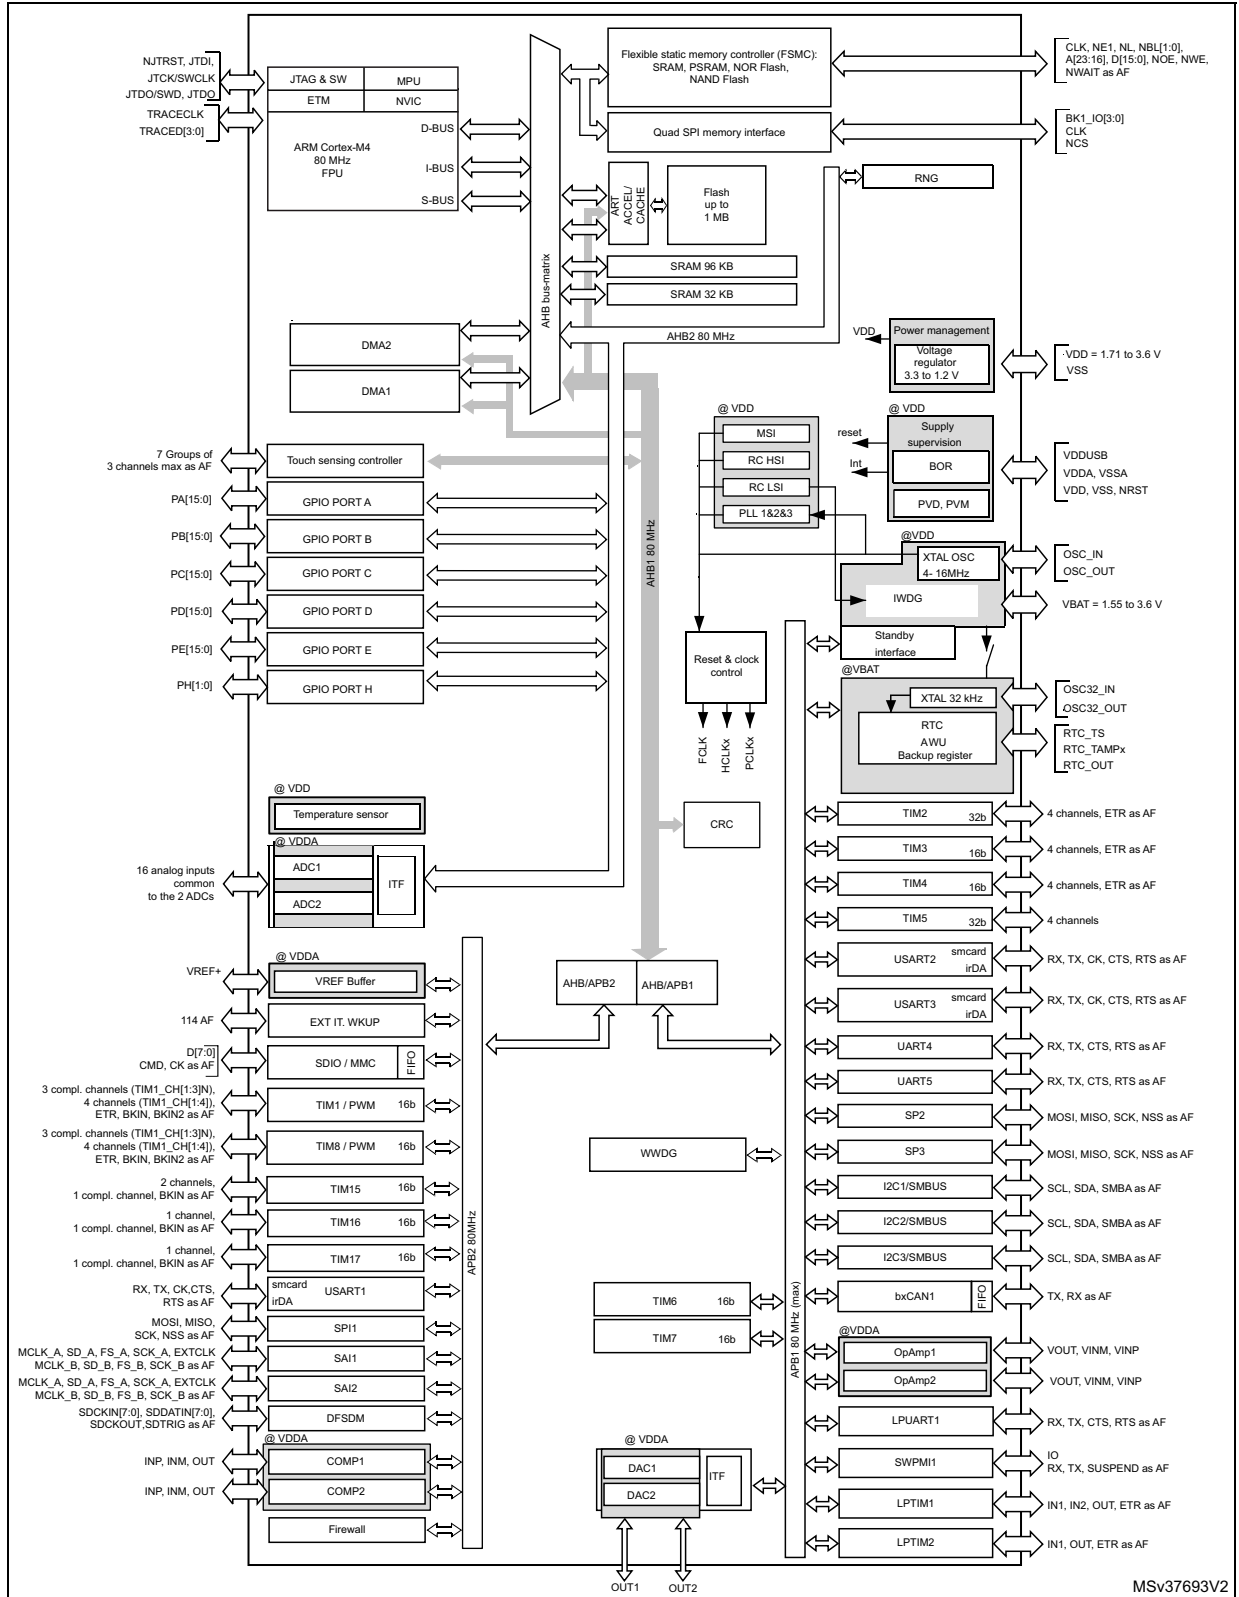 NJTRST, JTDI,
JTCK/SWCLK
JTDO/SWD, JTDO
TRACECLK
TRACED[3:0]
JTAG & SW
MPU
ETM
NVIC
ARM Cortex-M4
80 MHz
FPU
D-BUS
I-BUS
S-BUS
AHB bus-matrix
Flexible static memory controller (FSMC):
SRAM, PSRAM, NOR Flash,
NAND Flash
CLK, NE1, NL, NBL[1:0],
A[23:16], D[15:0], NOE, NWE,
NWAIT as AF
Quad SPI memory interface
BK1_IO[3:0]
CLK
NCS
ART
ACCEL/
CACHE
Flash
up to
1 MB
RNG
SRAM 96 KB
SRAM 32 KB
AHB2 80 MHz
DMA2
DMA1
VDD
Power management
Voltage
regulator
3.3 to 1.2 V
VDD = 1.71 to 3.6 V
VSS
@ VDD
MSI
RC HSI
RC LSI
PLL 1&2&3
@ VDD
reset
Int
Supply
supervision
BOR
PVD, PVM
VDDUSB
VDDA, VSSA
VDD, VSS, NRST
7 Groups of
3 channels max as AF
Touch sensing controller
PA[15:0]
GPIO PORT A
PB[15:0]
GPIO PORT B
PC[15:0]
GPIO PORT C
PD[15:0]
GPIO PORT D
PE[15:0]
GPIO PORT E
PH[1:0]
GPIO PORT H
AHB1 80 MHz
@VDD
XTAL OSC
4- 16MHz
IWDG
OSC_IN
OSC_OUT
VBAT = 1.55 to 3.6 V
Standby
interface
Reset & clock
control
FCLK
HCLKx
PCLKx
@VBAT
XTAL 32 kHz
RTC
AWU
Backup register
OSC32_IN
OSC32_OUT
RTC_TS
RTC_TAMPx
RTC_OUT
@ VDD
Temperature sensor
@ VDDA
16 analog inputs
common
to the 2 ADCs
ADC1
ADC2
ITF
CRC
AHB/APB2
AHB/APB1
@ VDDA
VREF+
VREF Buffer
114 AF
EXT IT. WKUP
D[7:0]
CMD, CK as AF
SDIO / MMC
FIFO
3 compl. channels (TIM1_CH[1:3]N),
4 channels (TIM1_CH[1:4]),
ETR, BKIN, BKIN2 as AF
TIM1 / PWM
16b
3 compl. channels (TIM1_CH[1:3]N),
4 channels (TIM1_CH[1:4]),
ETR, BKIN, BKIN2 as AF
TIM8 / PWM
16b
2 channels,
1 compl. channel, BKIN as AF
TIM15
16b
1 channel,
1 compl. channel, BKIN as AF
TIM16
16b
1 channel,
1 compl. channel, BKIN as AF
TIM17
16b
RX, TX, CK,CTS,
RTS as AF
smcard
irDA
USART1
MOSI, MISO,
SCK, NSS as AF
SPI1
MCLK_A, SD_A, FS_A, SCK_A, EXTCLK
MCLK_B, SD_B, FS_B, SCK_B as AF
SAI1
MCLK_A, SD_A, FS_A, SCK_A, EXTCLK
MCLK_B, SD_B, FS_B, SCK_B as AF
SAI2
SDCKIN[7:0], SDDATIN[7:0],
SDCKOUT,SDTRIG as AF
DFSDM
@ VDDA
INP, INM, OUT
COMP1
INP, INM, OUT
COMP2
Firewall
APB2 80MHz
WWDG
TIM6
16b
TIM7
16b
@ VDDA
DAC1
DAC2
ITF
OUT1
OUT2
APB1 80 MHz (max)
TIM2
32b
4 channels, ETR as AF
TIM3
16b
4 channels, ETR as AF
TIM4
16b
4 channels, ETR as AF
TIM5
32b
4 channels
USART2
smcard
irDA
RX, TX, CK, CTS, RTS as AF
USART3
smcard
irDA
RX, TX, CK, CTS, RTS as AF
UART4
RX, TX, CTS, RTS as AF
UART5
RX, TX, CTS, RTS as AF
SP2
MOSI, MISO, SCK, NSS as AF
SP3
MOSI, MISO, SCK, NSS as AF
I2C1/SMBUS
SCL, SDA, SMBA as AF
I2C2/SMBUS
SCL, SDA, SMBA as AF
I2C3/SMBUS
SCL, SDA, SMBA as AF
bxCAN1
FIFO
TX, RX as AF
@VDDA
OpAmp1
VOUT, VINM, VINP
OpAmp2
VOUT, VINM, VINP
LPUART1
RX, TX, CTS, RTS as AF
SWPMI1
IO
RX, TX, SUSPEND as AF
LPTIM1
IN1, IN2, OUT, ETR as AF
LPTIM2
IN1, OUT, ETR as AF
MSv37693V2